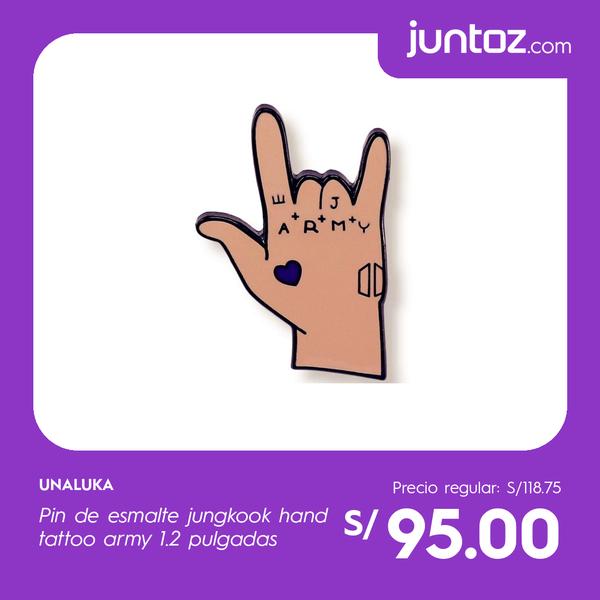 juntoz.com
E J
A+R+M+Y
UNALUKA
Pin de esmalte jungkook hand
tattoo army 1.2 pulgadas
Precio regular: S/118.75
S/95.00